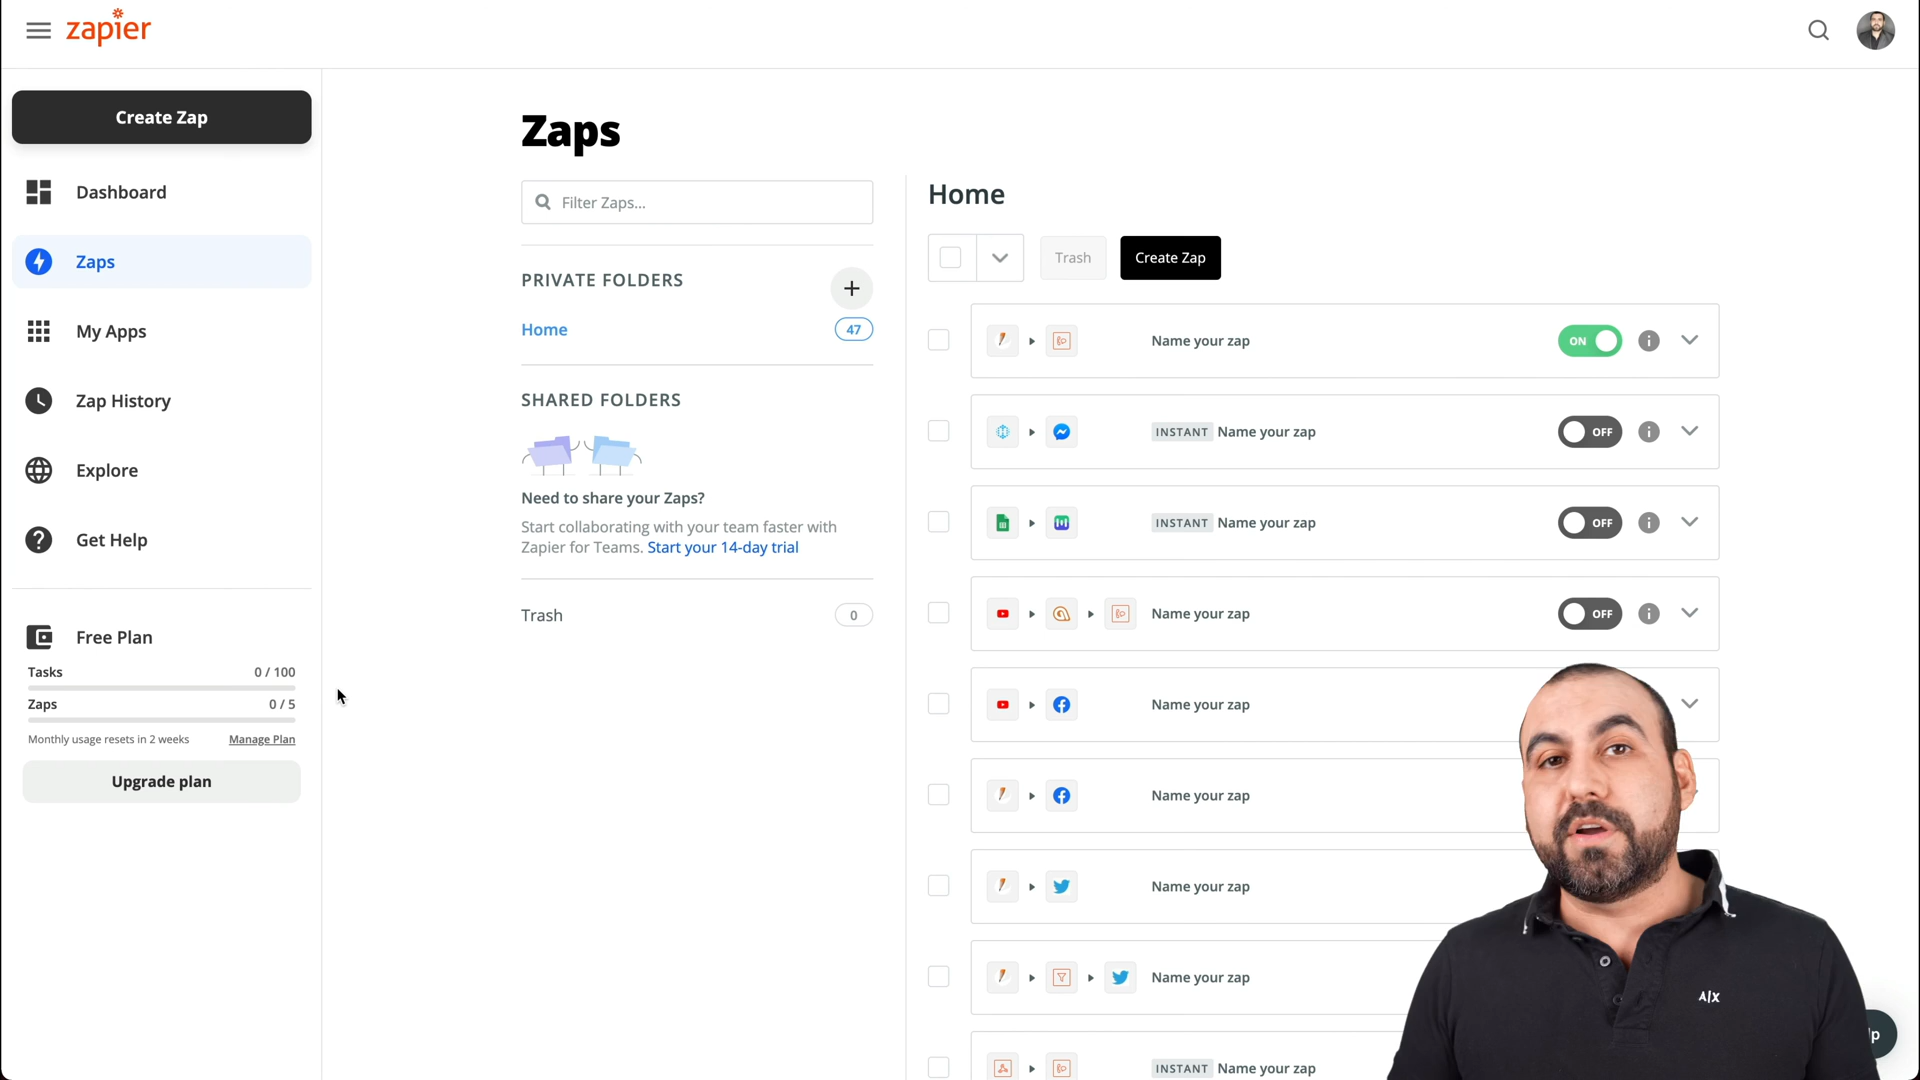 zapier
Create Zap
Dashboard
Zaps
My Apps
Zap History
Explore
Get Help
Free Plan
Tasks 0 / 100
Zaps 0 / 5
Monthly usage resets in 2 weeks Manage Plan
Upgrade plan
Zaps
Filter Zaps...
PRIVATE FOLDERS
+
Home 47
SHARED FOLDERS
Need to share your Zaps?
Start collaborating with your team faster with
Zapier for Teams. Start your 14-day trial
Trash 0
Home
Trash Create Zap
Name your zap ON
INSTANT Name your zap OFF
INSTANT Name your zap OFF
Name your zap OFF
Name your zap
Name your zap
Name your zap
Name your zap
INSTANT Name your zap
A|X